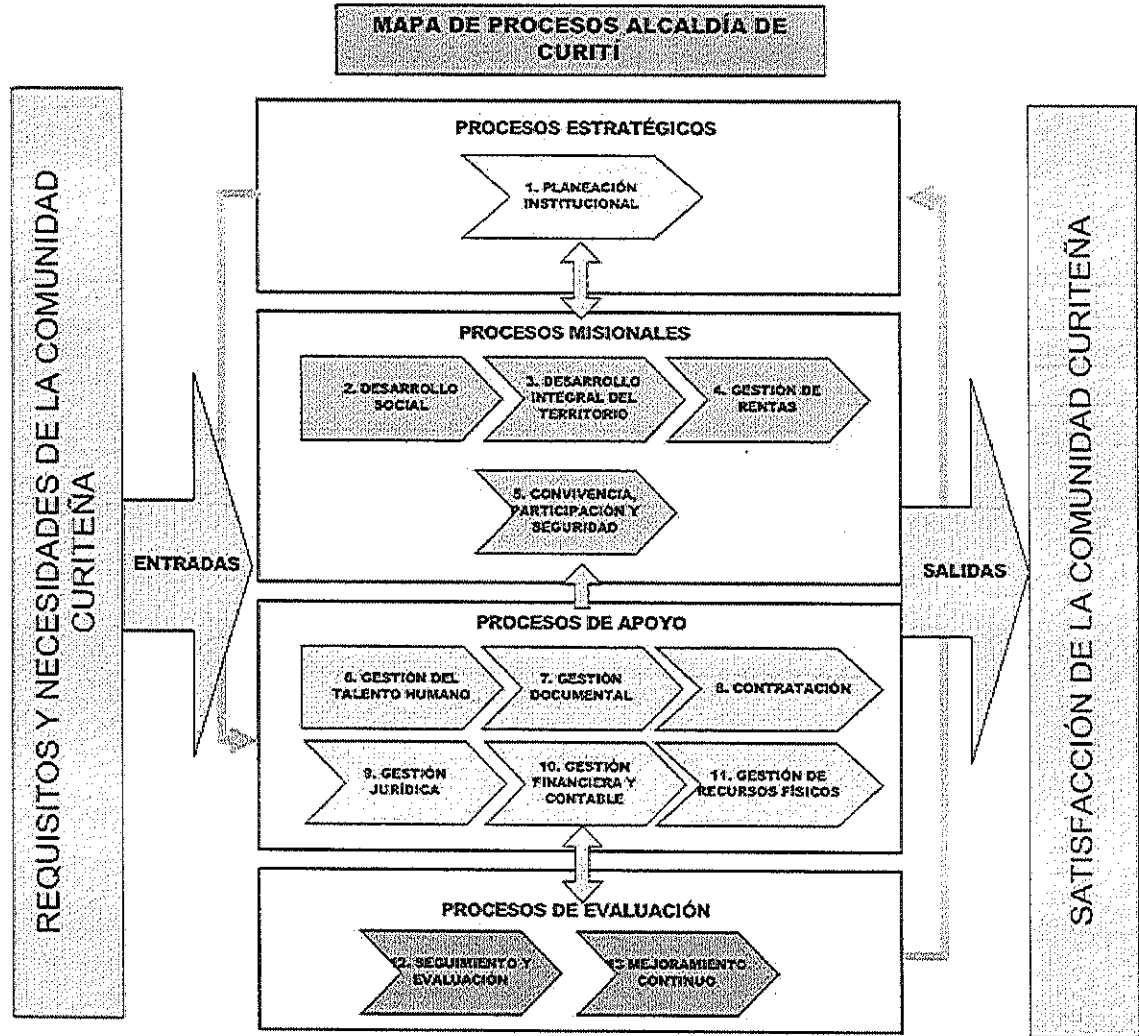 MAPA DE PROCESOS ALCALDÍA DE
CURITÍ
REQUISITOS Y NECESIDADES DE LA COMUNIDAD
CURITEÑA
ENTRADAS
PROCESOS ESTRATÉGICOS
1. PLANEACIÓN
INSTITUCIONAL
PROCESOS MISIONALES
2. DESARROLLO
SOCIAL
3. DESARROLLO
INTEGRAL DEL
TERRITORIO
4. GESTIÓN DE
RENTAS
5. CONVIVENCIA,
PARTICIPACIÓN Y
SEGURIDAD
PROCESOS DE APOYO
6. GESTIÓN DEL
TALENTO HUMANO
7. GESTIÓN
DOCUMENTAL
8. CONTRATACIÓN
9. GESTIÓN
JURÍDICA
10. GESTIÓN
FINANCIERA Y
CONTABLE
11. GESTIÓN DE
RECURSOS FÍSICOS
PROCESOS DE EVALUACIÓN
12. SEGUIMIENTO Y
EVALUACIÓN
13 MEJORAMIENTO
CONTINUO
SALIDAS
SATISFACCIÓN DE LA COMUNIDAD CURITEÑA